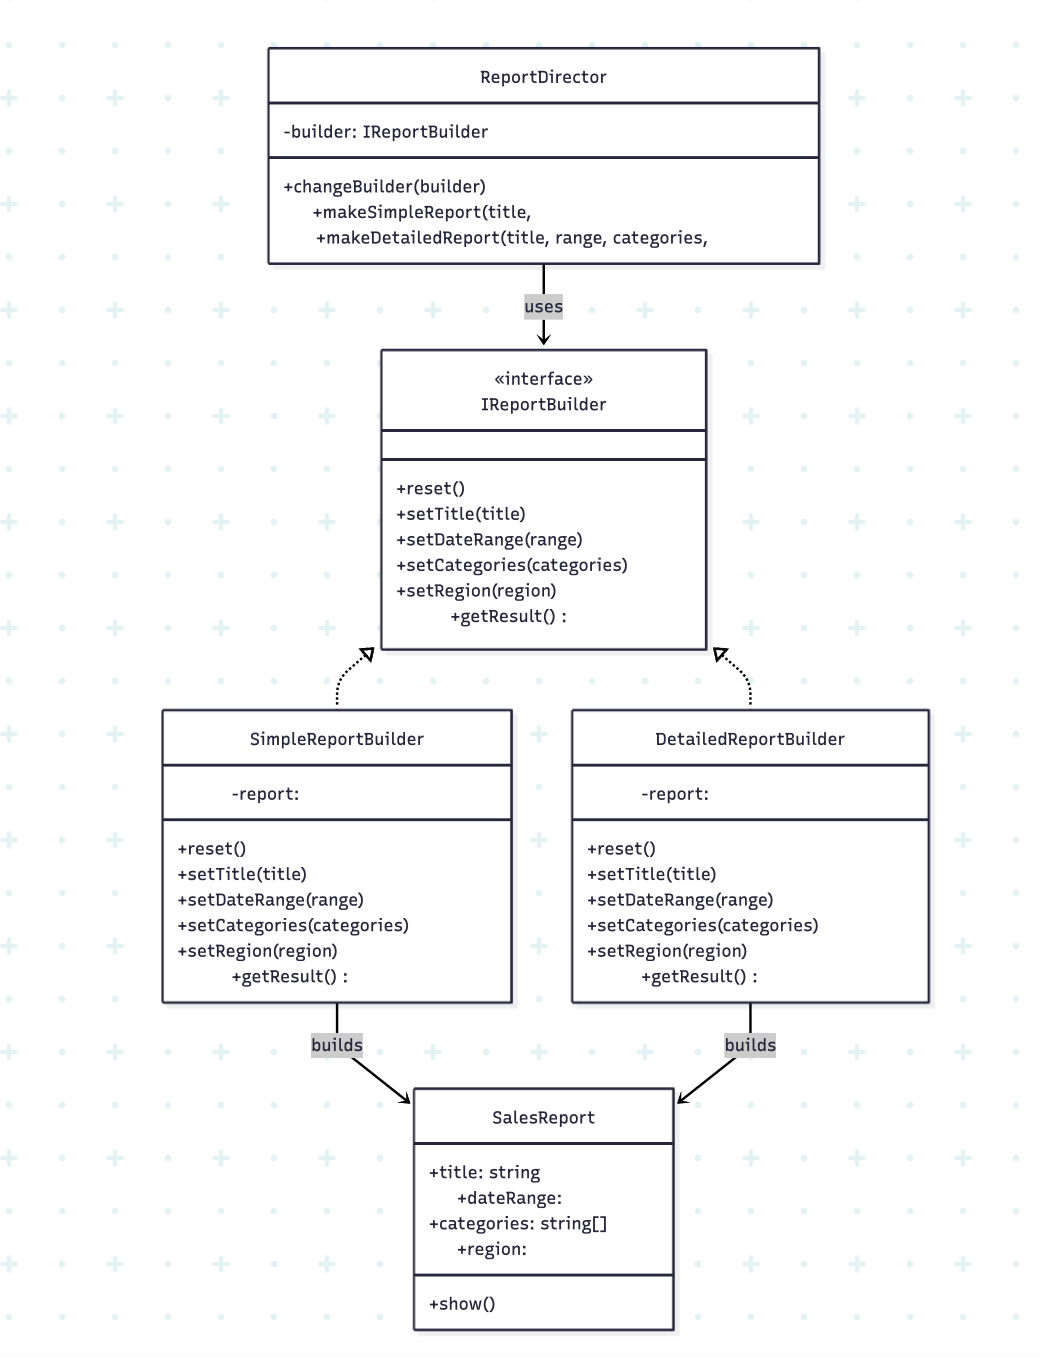 ReportDirector
-builder: IReportBuilder
+changeBuilder(builder)
+makeSimpleReport(title,
+makeDetailedReport(title, range, categories,
uses
«interface»
IReportBuilder
+reset()
+setTitle(title)
+setDateRange(range)
+setCategories(categories)
+setRegion(region)
+getResult() :
SimpleReportBuilder
-report:
+reset()
+setTitle(title)
+setDateRange(range)
+setCategories(categories)
+setRegion(region)
+getResult() :
DetailedReportBuilder
-report:
+reset()
+setTitle(title)
+setDateRange(range)
+setCategories(categories)
+setRegion(region)
+getResult() :
builds
builds
SalesReport
+title: string
+dateRange:
+categories: string[]
+region:
+show()